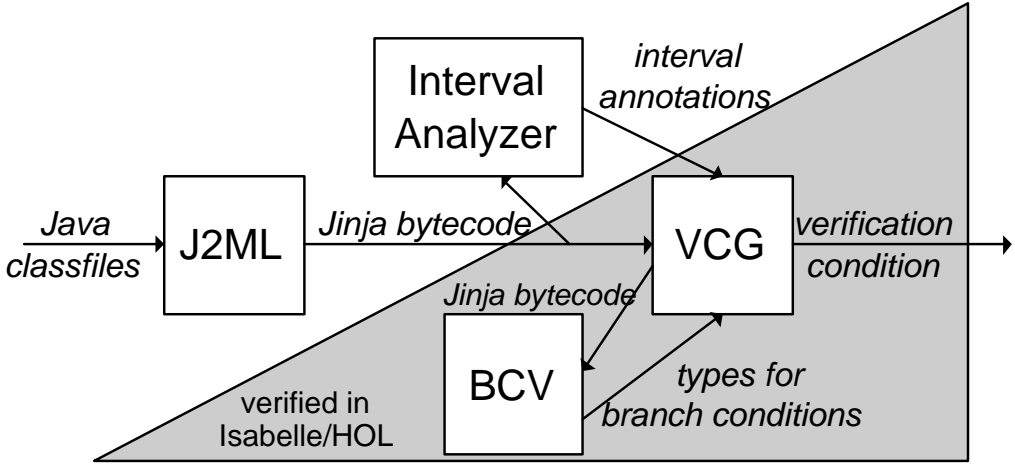 Interval
Analyzer
interval
annotations
Java
classfiles
J2ML
Jinja bytecode
VCG
verification
condition
Jinja bytecode
BCV
types for
branch conditions
verified in
Isabelle/HOL